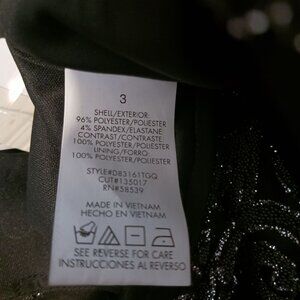 3
SHELL/EXTERIOR:
96% POLYESTER/POLIESTER
4% SPANDEX/ELASTANE
CONTRAST/CONTRASTE:
100% POLYESTER/POLIESTER
LINING/FORRO:
100% POLYESTER/POLIESTER
STYLE#D83161TGQ
CUT#135017
RN#58539
MADE IN VIETNAM
HECHO EN VIETNAM
SEE REVERSE FOR CARE
INSTRUCCIONES AL REVERSO